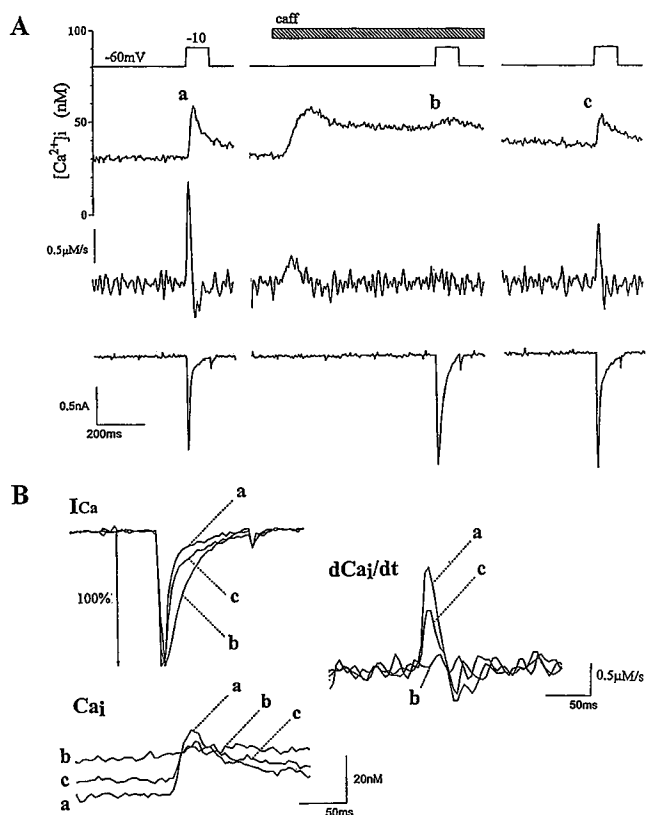 A
caff
-60mV
-10
100
50
0
[Ca2+]i (nM)
a
b
c
0.5μM/s
0.5nA
200ms
B
ICa
a
c
b
100%
dCai/dt
a
c
b
0.5μM/s
50ms
Cai
a
b
c
b
c
a
20nM
50ms